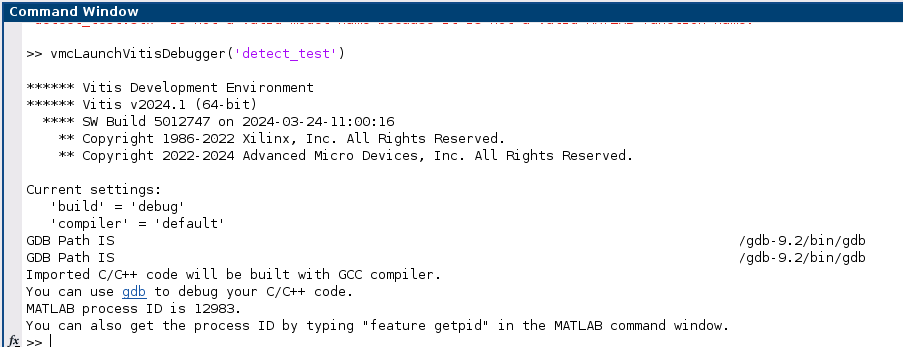 Command Window
>> vmcLaunchVitisDebugger('detect_test')
****** Vitis Development Environment
****** Vitis v2024.1 (64-bit)
**** SW Build 5012747 on 2024-03-24-11:00:16
** Copyright 1986-2022 Xilinx, Inc. All Rights Reserved.
** Copyright 2022-2024 Advanced Micro Devices, Inc. All Rights Reserved.
Current settings:
'build' = 'debug'
'compiler' = 'default'
GDB Path IS /gdb-9.2/bin/gdb
GDB Path IS /gdb-9.2/bin/gdb
Imported C/C++ code will be built with GCC compiler.
You can use gdb to debug your C/C++ code.
MATLAB process ID is 12983.
You can also get the process ID by typing "feature getpid" in the MATLAB command window.
fx >>